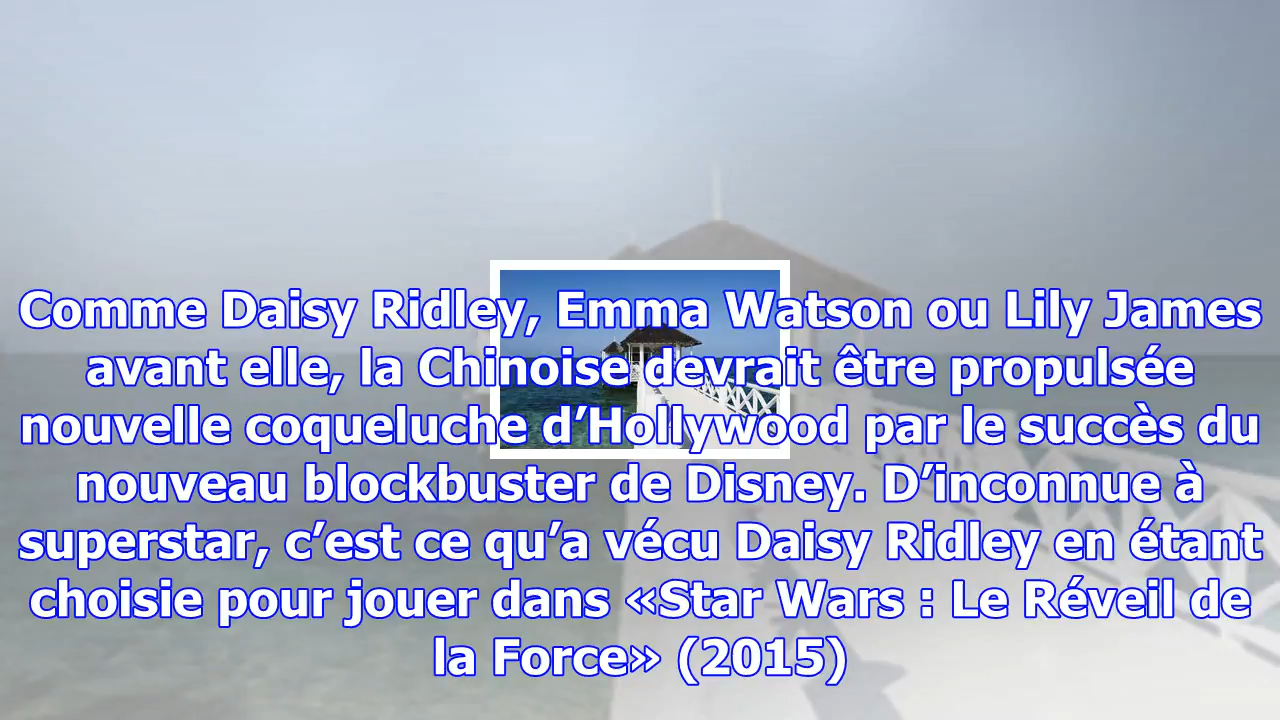 Comme Daisy Ridley, Emma Watson ou Lily James
avant elle, la Chinoise devrait être propulsée
nouvelle coqueluche d’Hollywood par le succès du
nouveau blockbuster de Disney. D’inconnue à
superstar, c’est ce qu’a vécu Daisy Ridley en étant
choisie pour jouer dans «Star Wars : Le Réveil de
la Force» (2015)